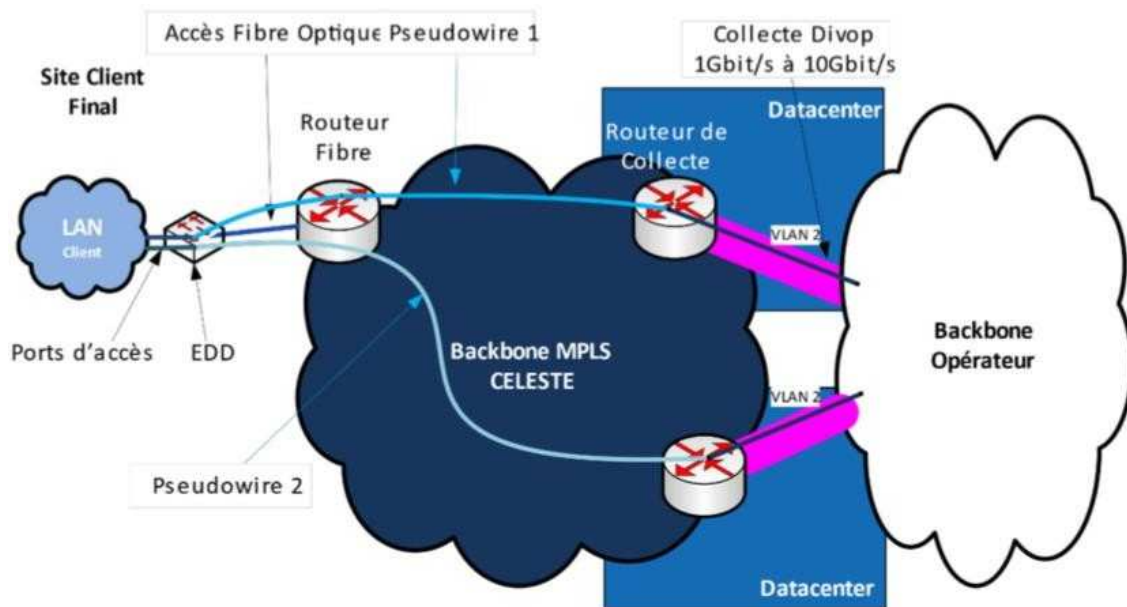 Accès Fibre Optique
Pseudowire 1
Collecte Divop
1Gbit/s à 10Gbit/s
Site Client
Final
Datacenter
Routeur
Fibre
Routeur de
Collecte
LAN
Client
VLAN 2
Ports d'accès
EDD
Backbone MPLS
CELESTE
Backbone
Opérateur
VLAN 2
Pseudowire 2
Datacenter